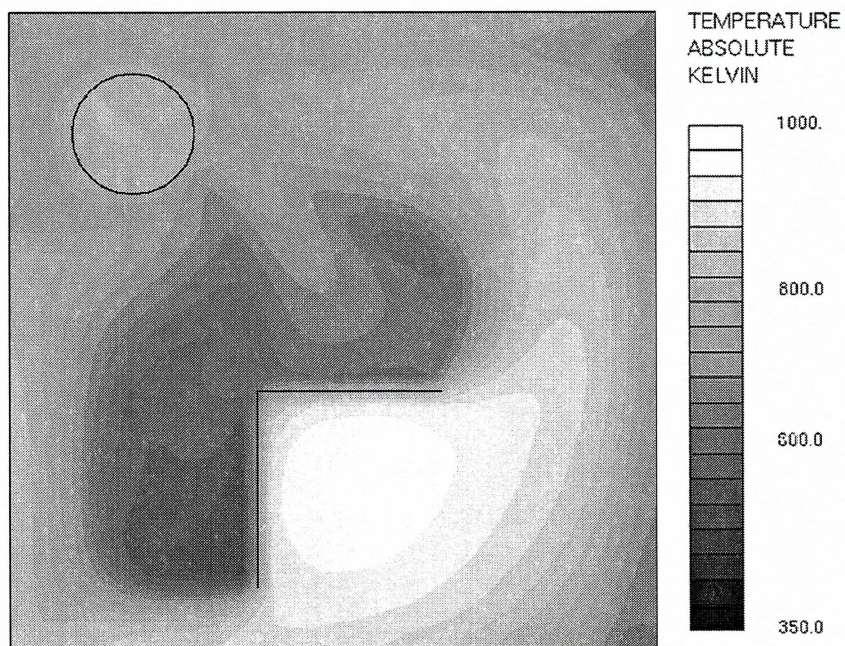 TEMPERATURE
ABSOLUTE
KELVIN
1000.
800.0
600.0
350.0